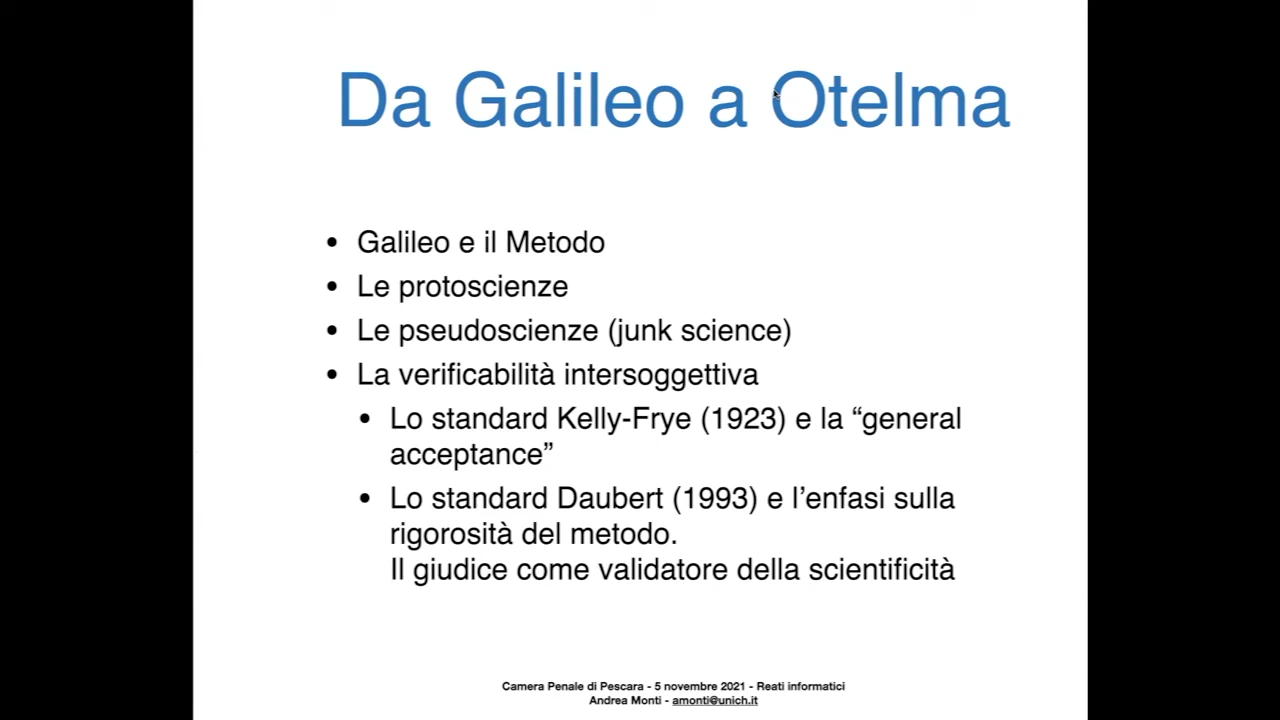 Da Galileo a Otelma
• Galileo e il Metodo
• Le protoscienze
• Le pseudoscienze (junk science)
• La verificabilità intersoggettiva
• Lo standard Kelly-Frye (1923) e la “general
acceptance”
• Lo standard Daubert (1993) e l’enfasi sulla
rigorosità del metodo.
Il giudice come validatore della scientificità
Camera Penale di Pescara - 5 novembre 2021 - Reati informatici
Andrea Monti - amonti@unich.it